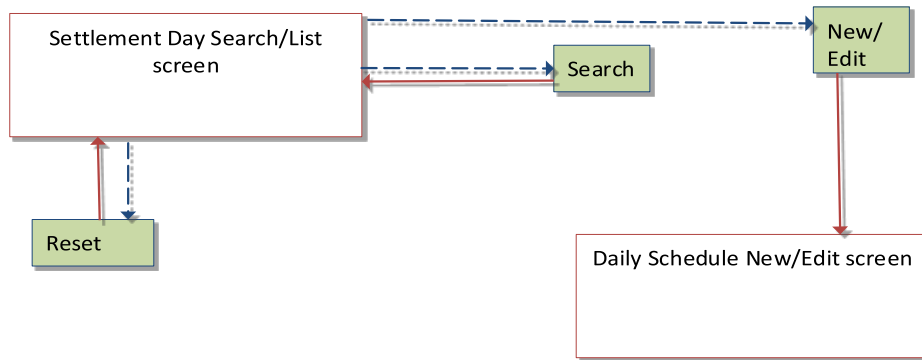 Settlement Day Search/List
screen
New/
Edit
Search
Reset
Daily Schedule New/Edit screen